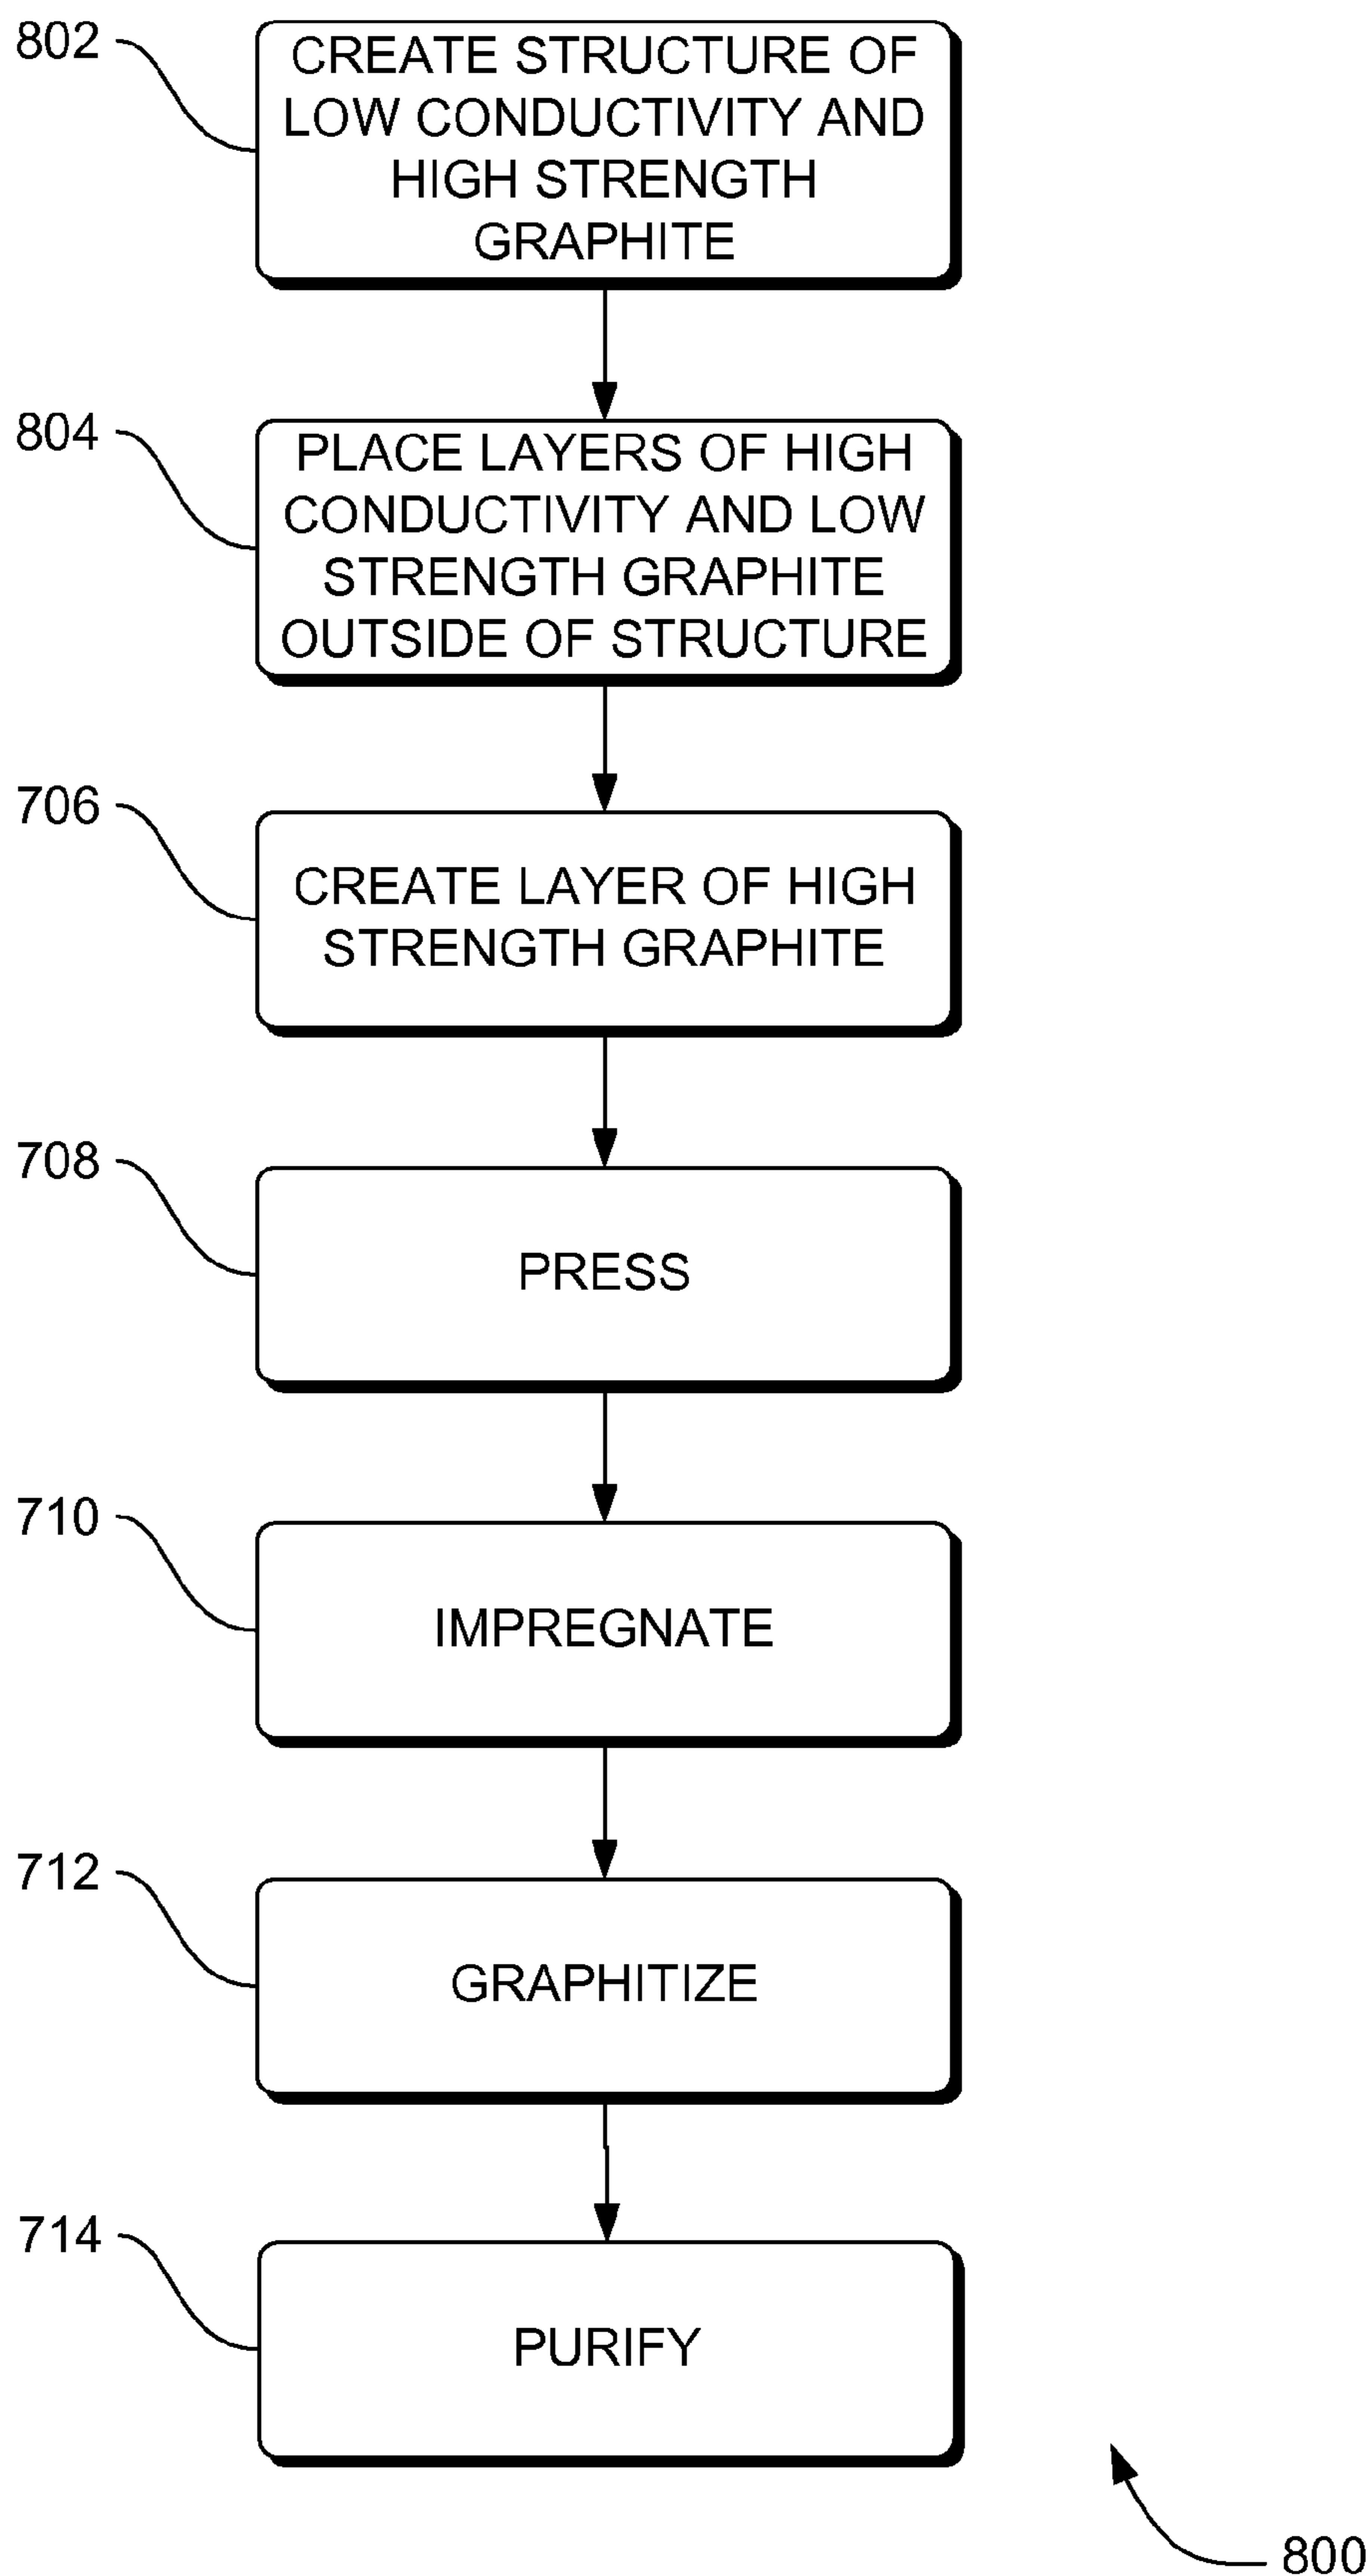 802
CREATE STRUCTURE OF
LOW CONDUCTIVITY AND
HIGH STRENGTH
GRAPHITE
804
PLACE LAYERS OF HIGH
CONDUCTIVITY AND LOW
STRENGTH GRAPHITE
OUTSIDE OF STRUCTURE
706
CREATE LAYER OF HIGH
STRENGTH GRAPHITE
708
PRESS
710
IMPREGNATE
712
GRAPHITIZE
714
PURIFY
800